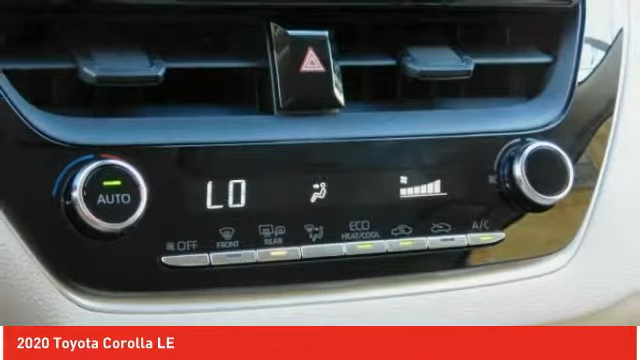 AUTO
LO
OFF
FRONT
REAR
ECO
HEAT/COOL
A/C
2020 Toyota Corolla LE